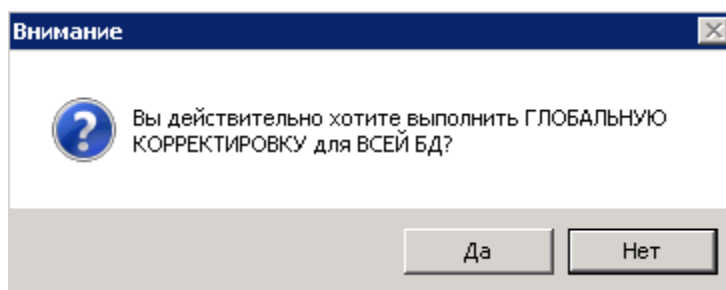 Внимание
Вы действительно хотите выполнить ГЛОБАЛЬНУЮ
КОРРЕКТИРОВКУ для ВСЕЙ БД?
Да
Нет